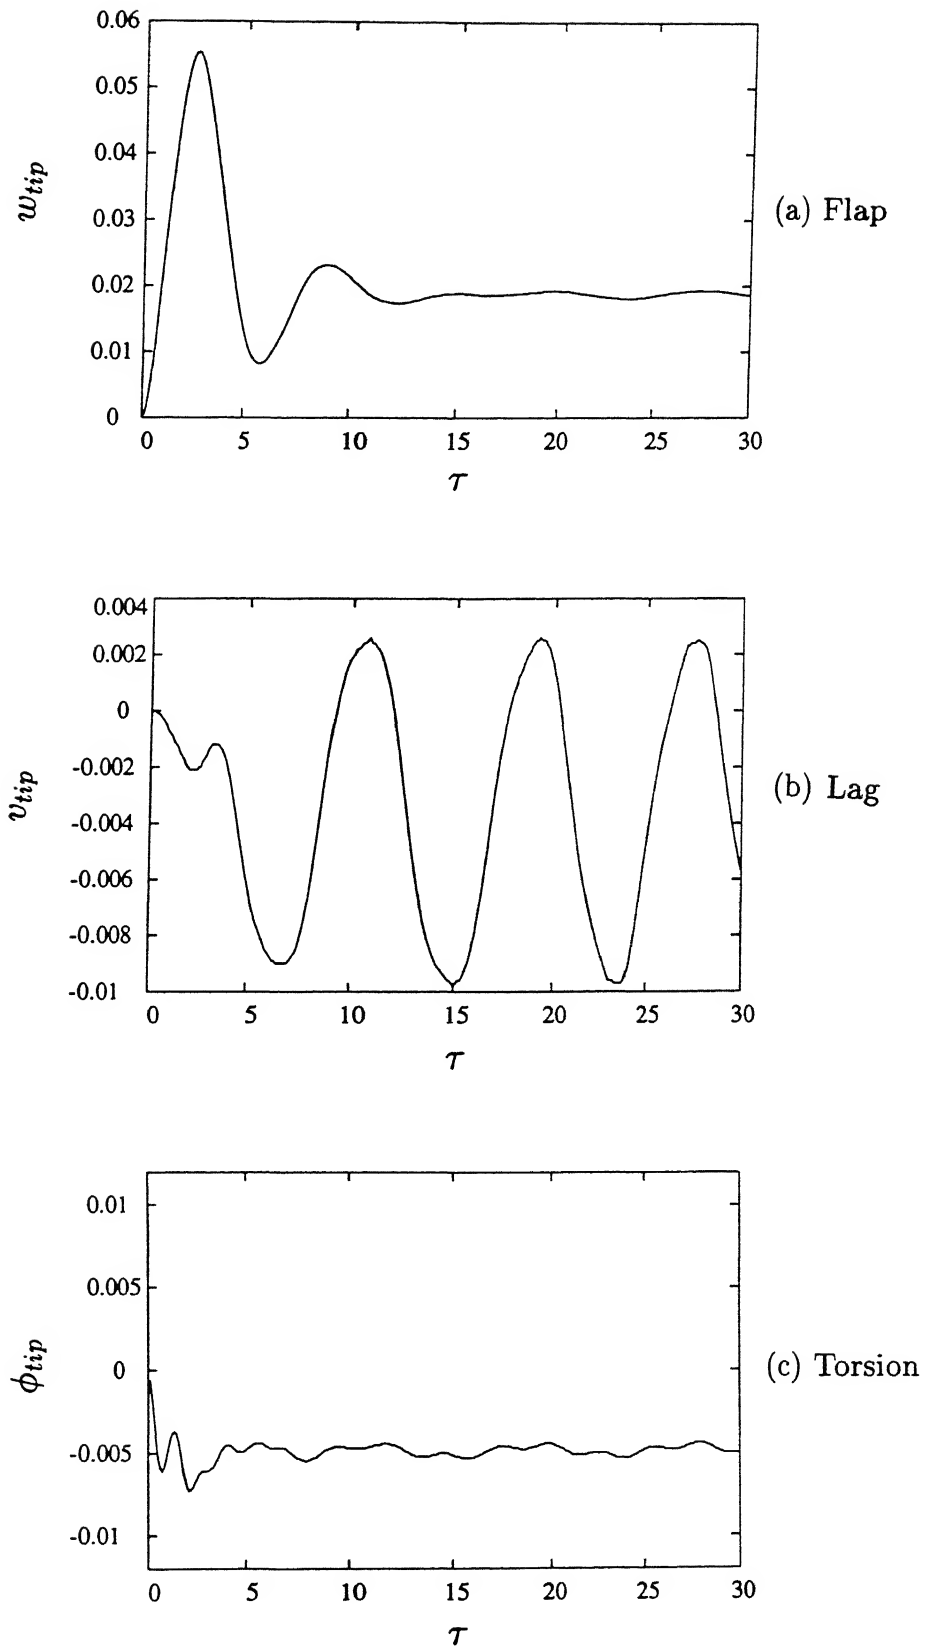 0.06
0.05
0.04
0.03
0.02
0.01
0
w_tip
(a) Flap
0 5 10 15 20 25 30
τ
0.004
0.002
0
-0.002
-0.004
-0.006
-0.008
-0.01
v_tip
(b) Lag
0 5 10 15 20 25 30
τ
0.01
0.005
0
-0.005
-0.01
ϕ_tip
(c) Torsion
0 5 10 15 20 25 30
τ